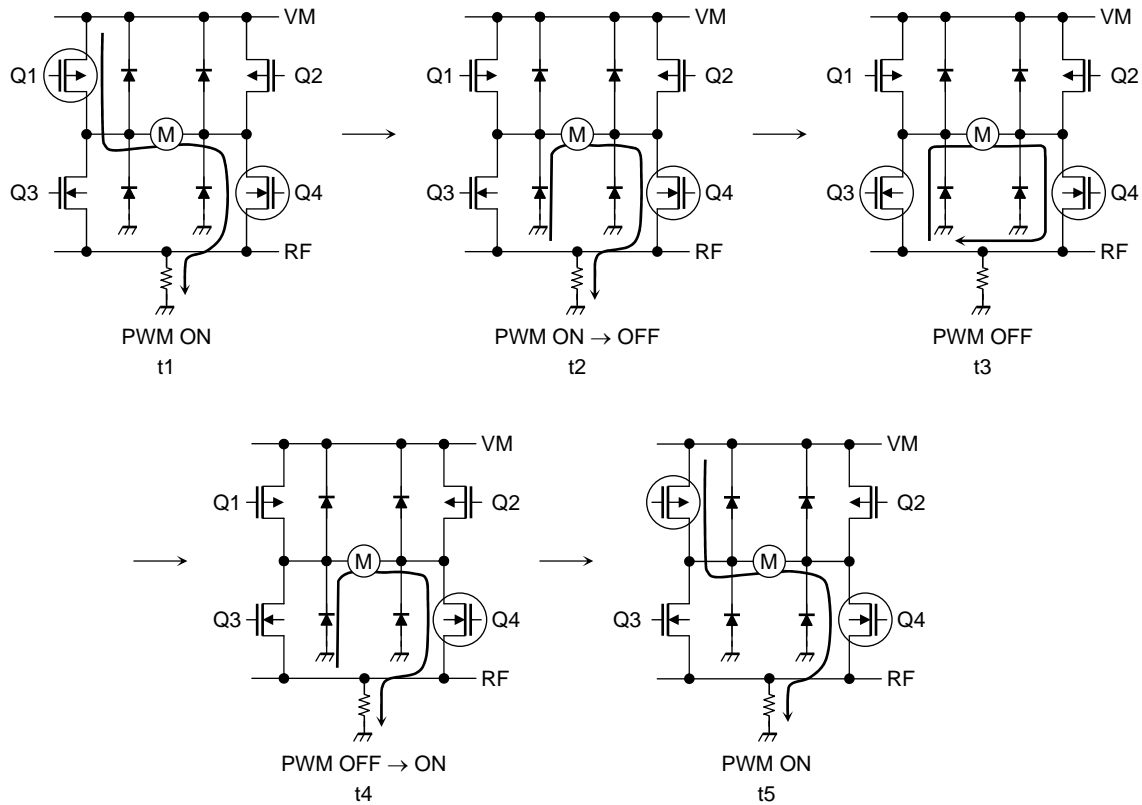 VM VM VM
Q1 Q2 Q1 Q2 Q1 Q2
M M M
Q3 Q4 Q3 Q4 Q3 Q4
RF RF RF
PWM ON PWM ON → OFF PWM OFF
t1 t2 t3
VM VM
Q1 Q2 Q2
M M
Q3 Q4 Q3 Q4
RF RF
PWM OFF → ON PWM ON
t4 t5